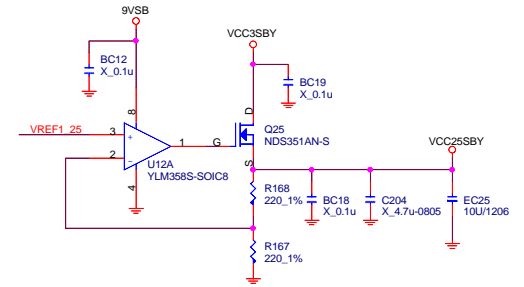 9VSB
VCC3SBY
BC12
X_0.1u
BC19
X_0.1u
8
D
Q25
NDS351AN-S
VREF1_25
3
+
1
G
VCC25SBY
2
-
U12A
YLM358S-SOIC8
S
4
R168
220_1%
BC18
X_0.1u
C204
X_4.7u-0805
EC25
10U/1206
R167
220_1%